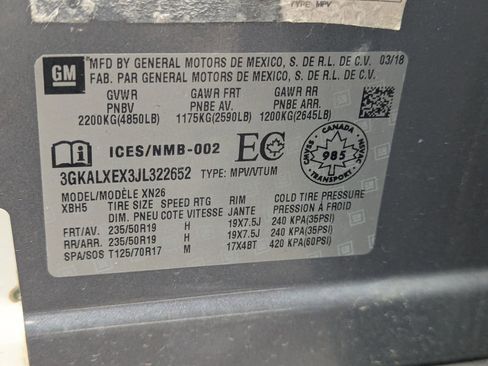 TYPE: MPV
GM
MFD BY GENERAL MOTORS DE MEXICO, S. DE R.L. DE C.V. 03/18
FAB. PAR GENERAL MOTORS DE MEXICO, S. DE R.L. DE C.V.
GVWR GAWR FRT GAWR RR
PNBV PNBE AV. PNBE ARR
2200KG(4850LB) 1175KG(2590LB) 1200KG(2645LB)
ICES/NMB-002 EC CMVSS 985 NSVAC
3GKALXEX3JL322652 TYPE: MPV/VTUM
MODEL/MODÈLE XN26
XBH5 TIRE SIZE SPEED RTG RIM COLD TIRE PRESSURE
DIM. PNEU COTE VITESSE JANTE PRESSION À FROID
FRT/AV. 235/50R19 H 19X7.5J 240 KPA(35PSI)
RR/ARR. 235/50R19 H 19X7.5J 240 KPA(35PSI)
SPA/SOS T125/70R17 M 17X4BT 420 KPA(60PSI)